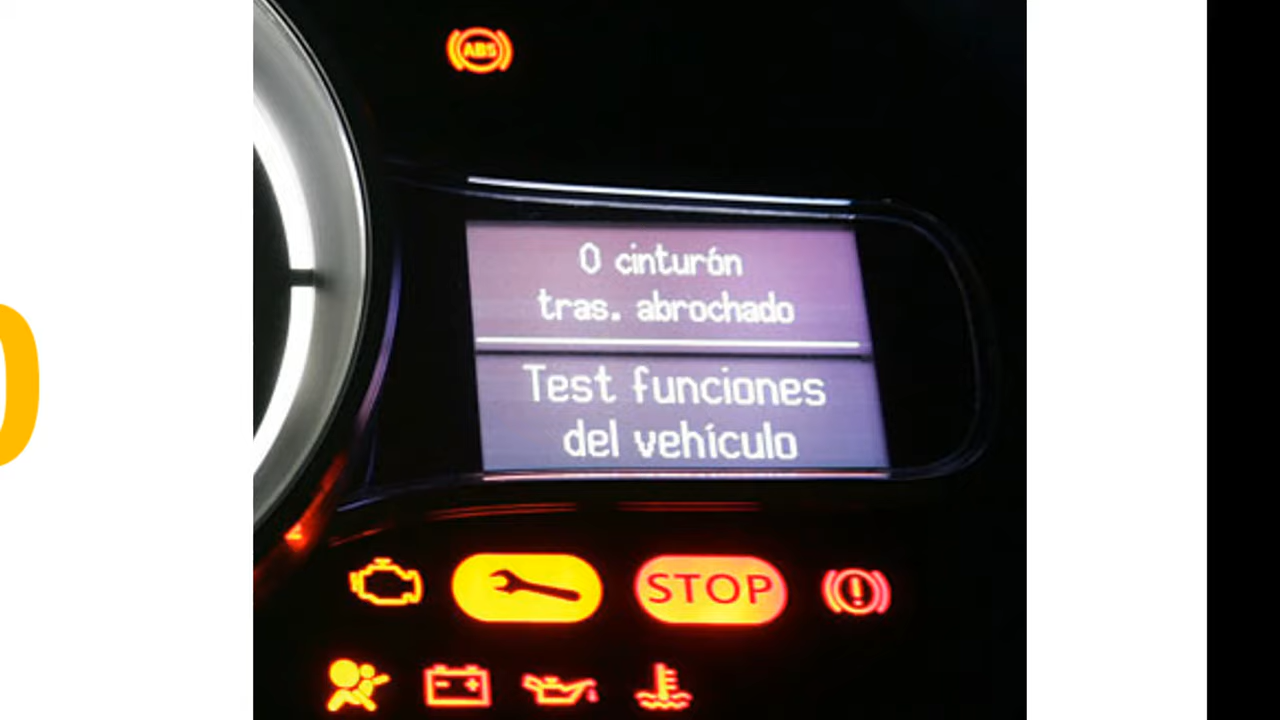 ABS
0 cinturón
tras. abrochado
Test funciones
del vehículo
STOP